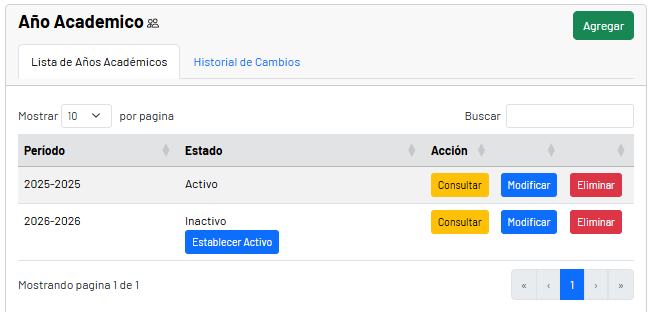 Año Academico
Agregar
Lista de Años Académicos Historial de Cambios
Mostrar 10 por pagina Buscar
Período Estado Acción
2025-2025 Activo Consultar Modificar Eliminar
2026-2026 Inactivo Consultar Modificar Eliminar
Establecer Activo
Mostrando pagina 1 de 1 « ‹ 1 › »